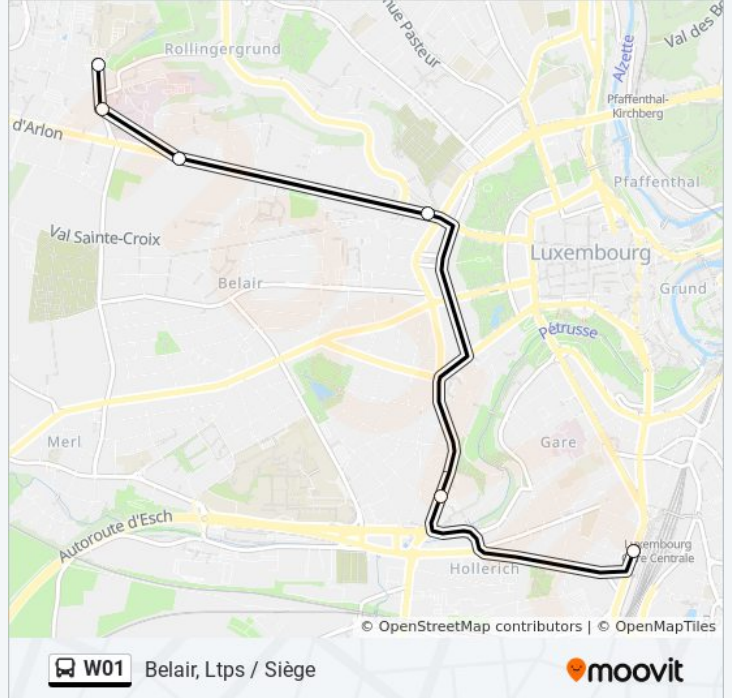 Rollingergrund
nue Pasteur
Alzette
Val des Bo
Pfaffenthal-
Kirchberg
d'Arlon
Pfaffenthal
Val Sainte-Croix
Luxembourg
Belair
Grund
Pétrusse
Merl
Gare
Autoroute d'Esch
Luxembourg
Gare Centrale
Hollerich
© OpenStreetMap contributors | © OpenMapTiles
W01 Belair, Ltps / Siège
moovit